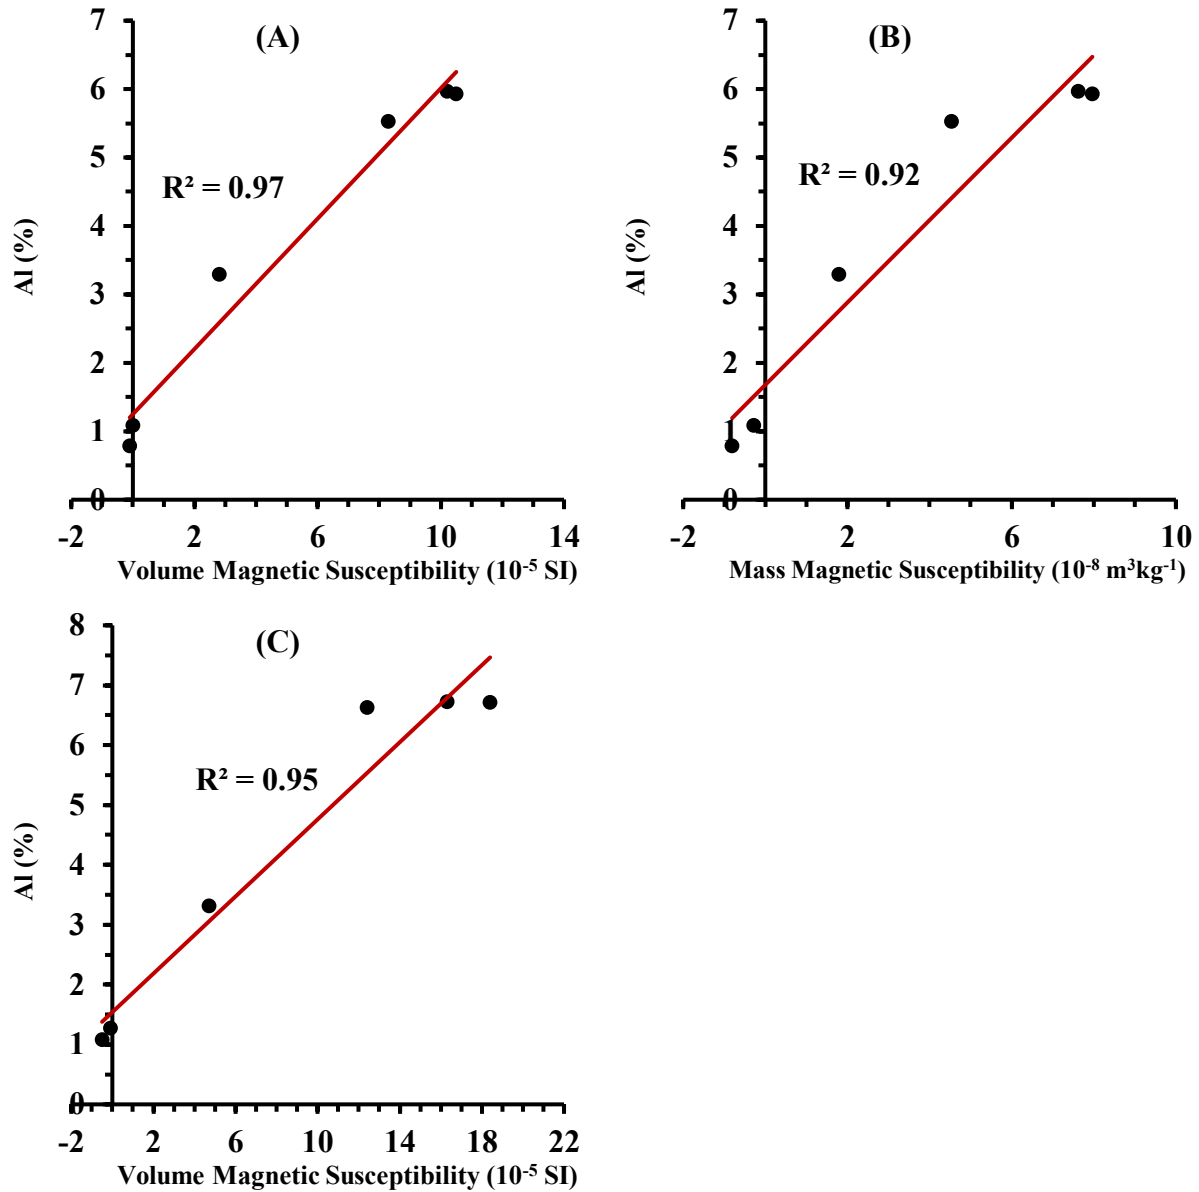 (A)
7
6
5
4
3
2
1
0
R² = 0.97
Al (%)
-2 2 6 10 14
Volume Magnetic Susceptibility (10⁻⁵ SI)
(B)
7
6
5
4
3
2
1
0
R² = 0.92
Al (%)
-2 2 6 10
Mass Magnetic Susceptibility (10⁻⁸ m³kg⁻¹)
(C)
8
7
6
5
4
3
2
1
0
R² = 0.95
Al (%)
-2 2 6 10 14 18 22
Volume Magnetic Susceptibility (10⁻⁵ SI)